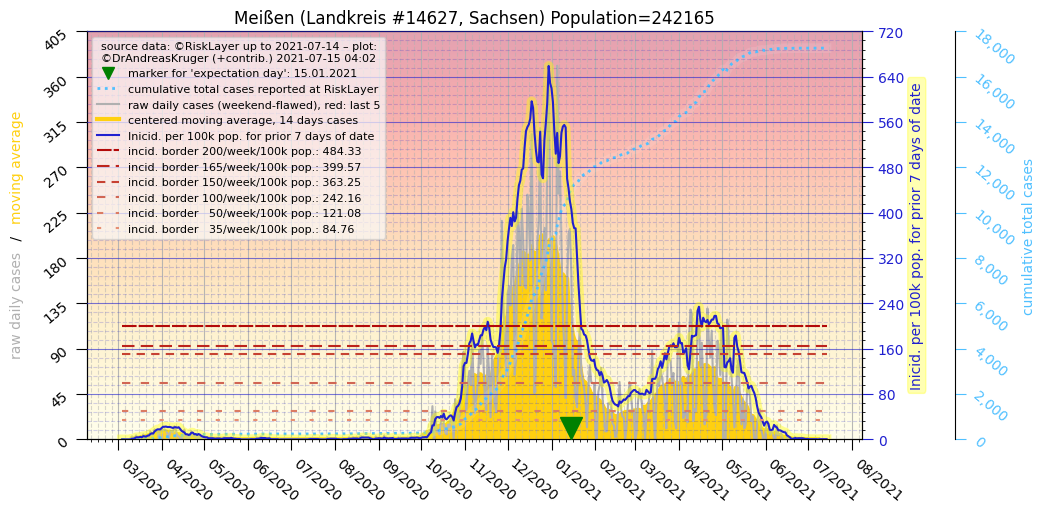 Meißen (Landkreis #14627, Sachsen) Population=242165
source data: ©RiskLayer up to 2021-07-14 – plot:
©DrAndreasKruger (+contrib.) 2021-07-15 04:02
marker for 'expectation day': 15.01.2021
cumulative total cases reported at RiskLayer
raw daily cases (weekend-flawed), red: last 5
centered moving average, 14 days cases
Inicid. per 100k pop. for prior 7 days of date
incid. border 200/week/100k pop.: 484.33
incid. border 165/week/100k pop.: 399.57
incid. border 150/week/100k pop.: 363.25
incid. border 100/week/100k pop.: 242.16
incid. border 50/week/100k pop.: 121.08
incid. border 35/week/100k pop.: 84.76
raw daily cases / moving average
405
360
315
270
225
180
135
90
45
0
03/2020
04/2020
05/2020
06/2020
07/2020
08/2020
09/2020
10/2020
11/2020
12/2020
01/2021
02/2021
03/2021
04/2021
05/2021
06/2021
07/2021
08/2021
720
640
560
480
400
320
240
160
80
0
Inicid. per 100k pop. for prior 7 days of date
18,000
16,000
14,000
12,000
10,000
8,000
6,000
4,000
2,000
0
cumulative total cases